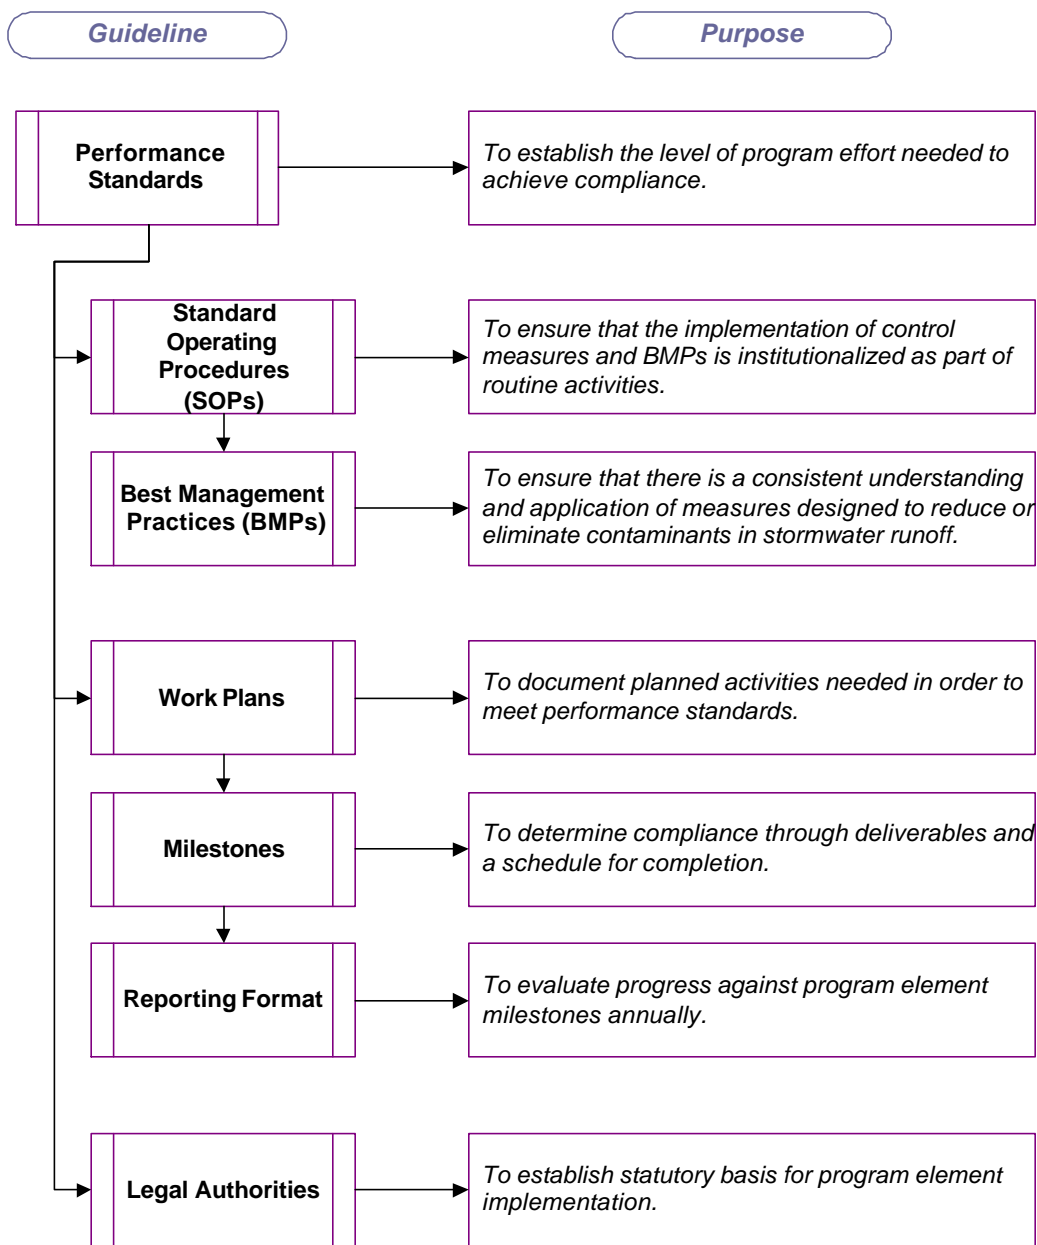 Guideline
Purpose
Performance
Standards
To establish the level of program effort needed to
achieve compliance.
Standard
Operating
Procedures
(SOPs)
To ensure that the implementation of control
measures and BMPs is institutionalized as part of
routine activities.
Best Management
Practices (BMPs)
To ensure that there is a consistent understanding
and application of measures designed to reduce or
eliminate contaminants in stormwater runoff.
Work Plans
To document planned activities needed in order to
meet performance standards.
Milestones
To determine compliance through deliverables and
a schedule for completion.
Reporting Format
To evaluate progress against program element
milestones annually.
Legal Authorities
To establish statutory basis for program element
implementation.